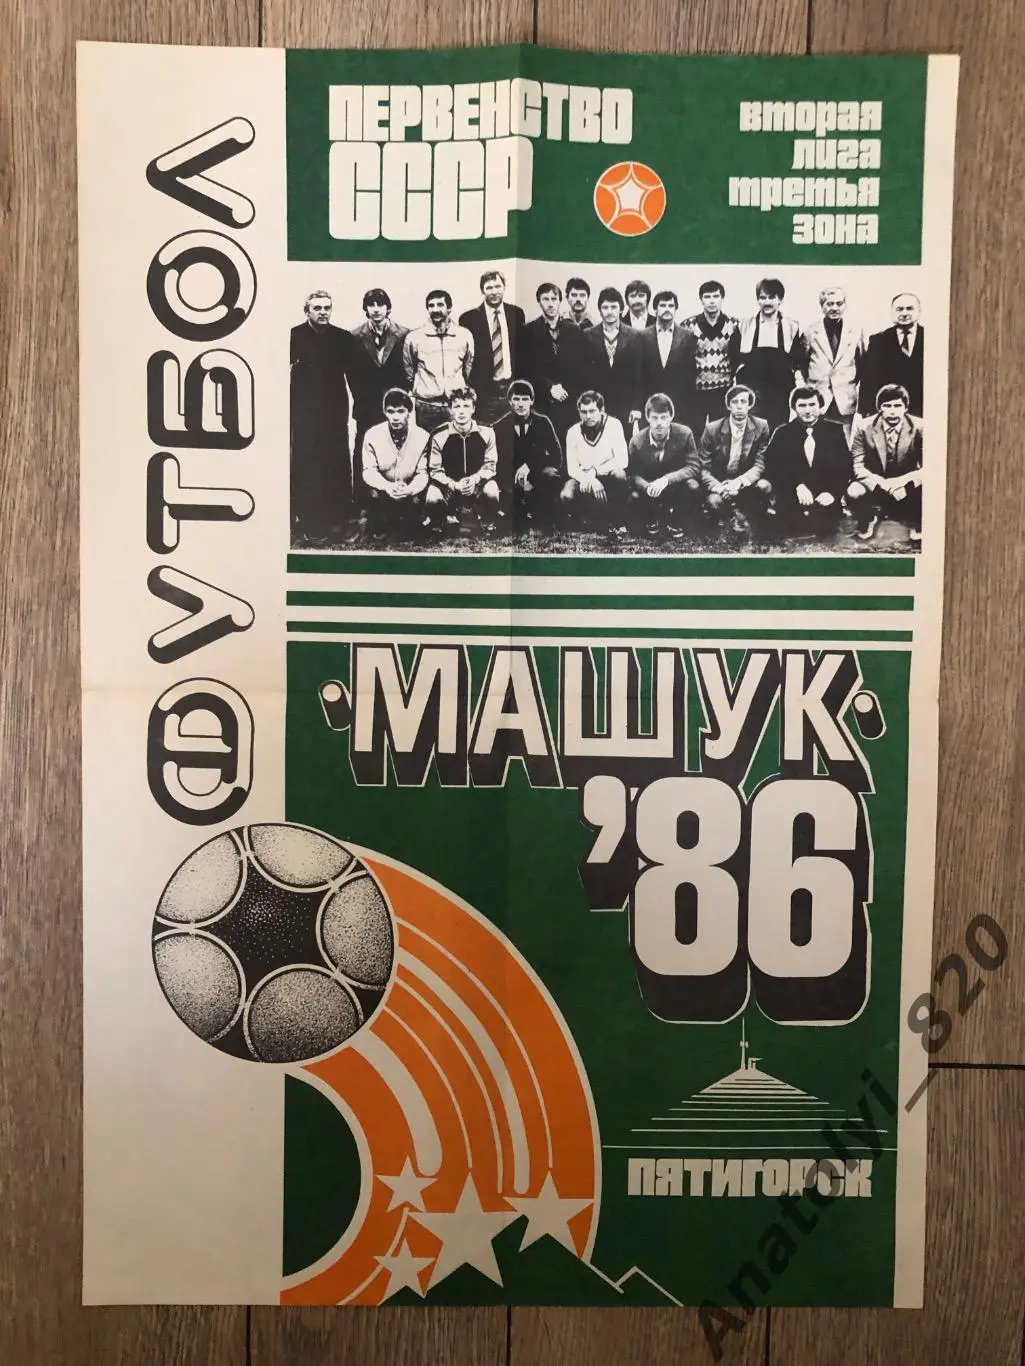 ФУТБОЛ
ПЕРВЕНСТВО
СССР
вторая
лига
третья
зона
·МАШУК·
'86
ПЯТИГОРСК
Anatolyi_820